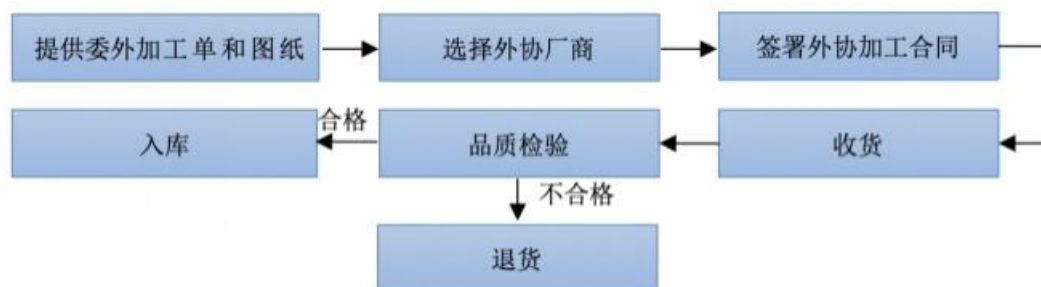 提供委外加工单和图纸
选择外协厂商
签署外协加工合同
入库
合格
品质检验
收货
不合格
退货